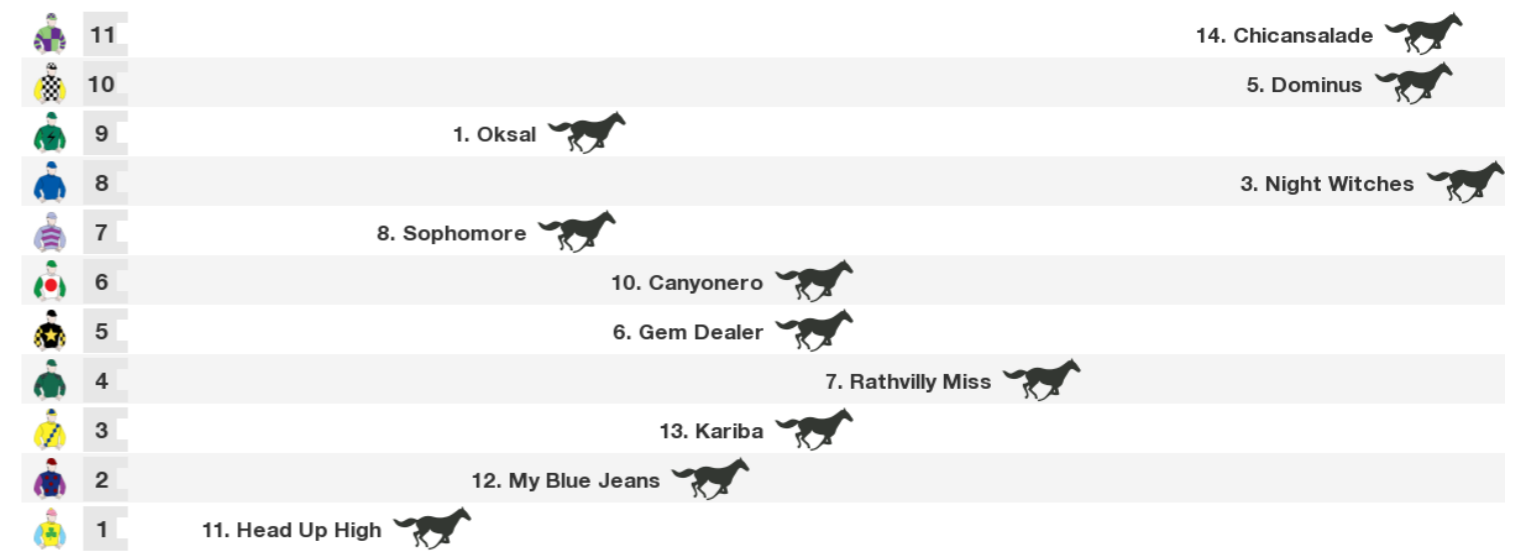 11 14. Chicansalade
10 5. Dominus
9 1. Oksal
8 3. Night Witches
7 8. Sophomore
6 10. Canyonero
5 6. Gem Dealer
4 7. Rathvilly Miss
3 13. Kariba
2 12. My Blue Jeans
1 11. Head Up High